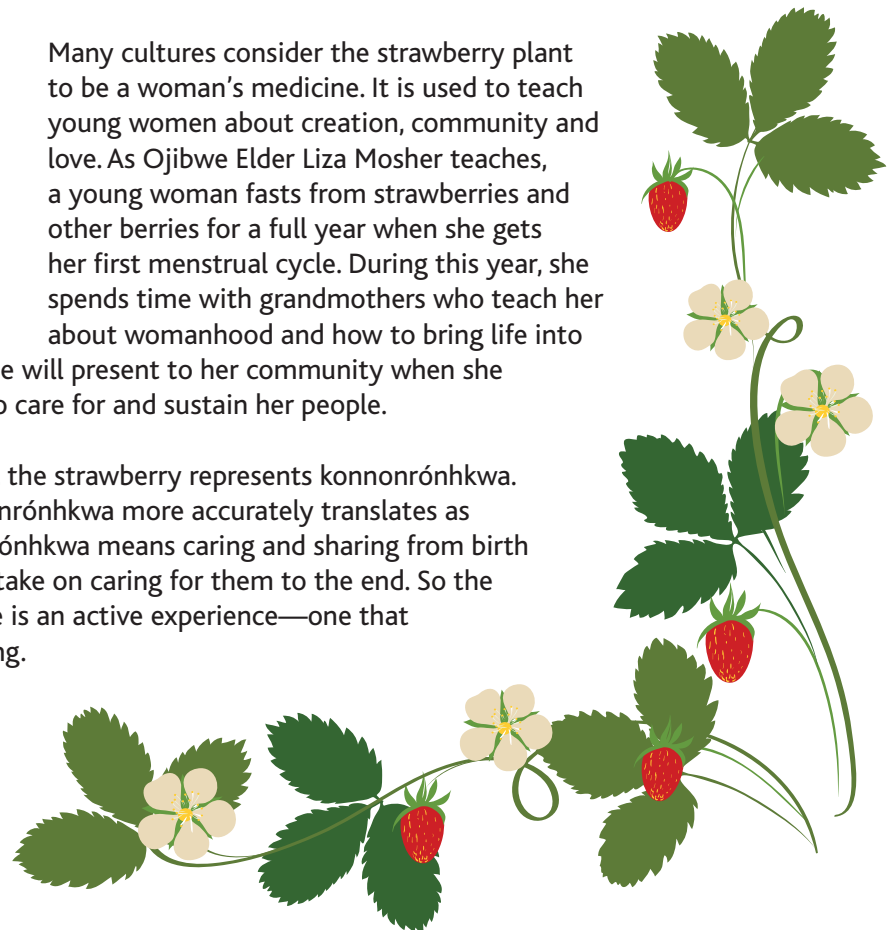 Many cultures consider the strawberry plant
to be a woman’s medicine. It is used to teach
young women about creation, community and
love. As Ojibwe Elder Liza Mosher teaches,
a young woman fasts from strawberries and
other berries for a full year when she gets
her first menstrual cycle. During this year, she
spends time with grandmothers who teach her
about womanhood and how to bring life into
will present to her community when she
care for and sustain her people.
the strawberry represents konnonrónhkwa.
more accurately translates as
means caring and sharing from birth
take on caring for them to the end. So the
is an active experience—one that